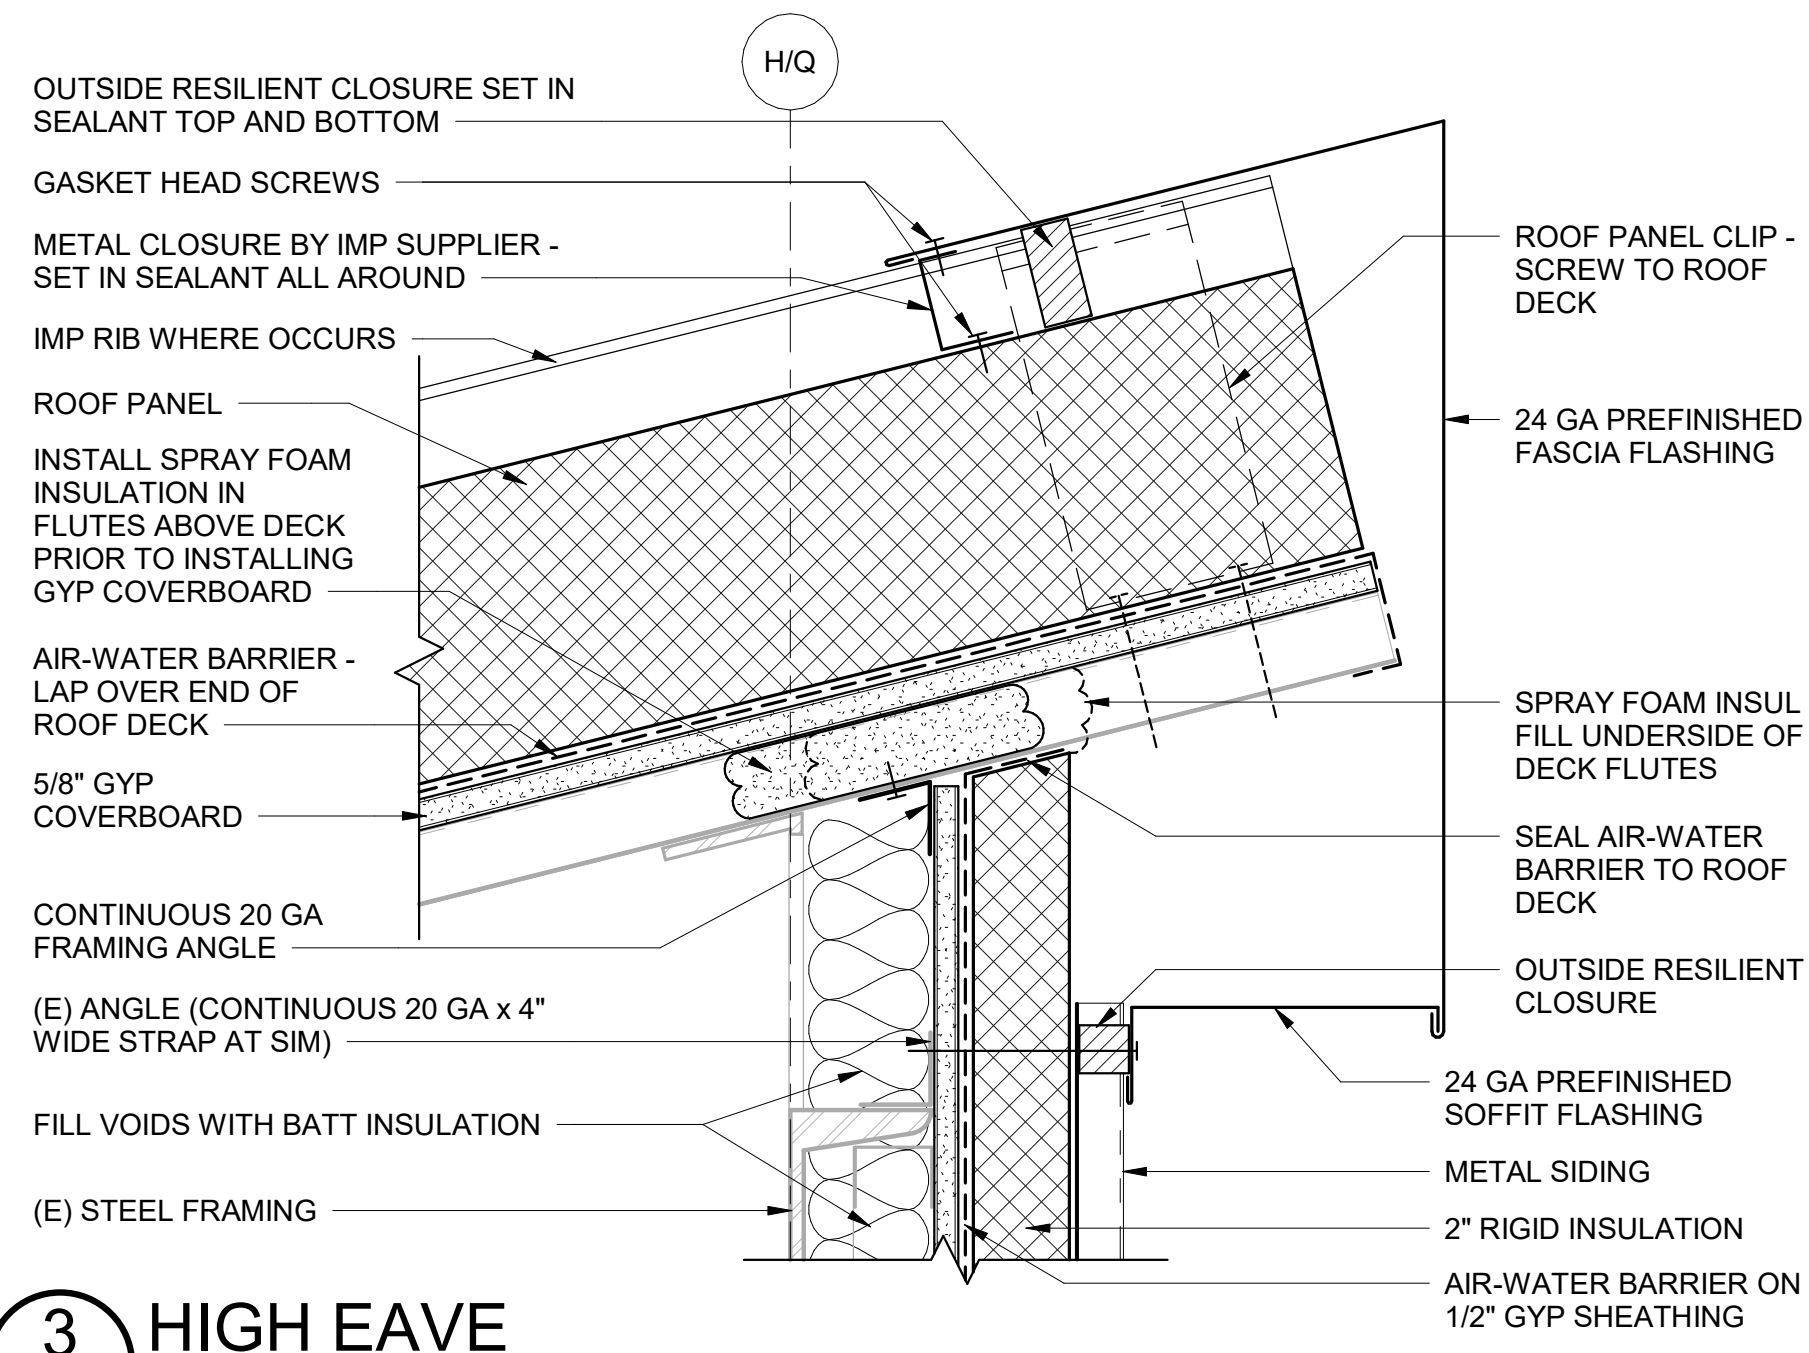 H/Q
OUTSIDE RESILIENT CLOSURE SET IN
SEALANT TOP AND BOTTOM
GASKET HEAD SCREWS
METAL CLOSURE BY IMP SUPPLIER -
SET IN SEALANT ALL AROUND
IMP RIB WHERE OCCURS
ROOF PANEL
INSTALL SPRAY FOAM
INSULATION IN
FLUTES ABOVE DECK
PRIOR TO INSTALLING
GYP COVERBOARD
AIR-WATER BARRIER -
LAP OVER END OF
ROOF DECK
5/8" GYP
COVERBOARD
CONTINUOUS 20 GA
FRAMING ANGLE
(E) ANGLE (CONTINUOUS 20 GA x 4"
WIDE STRAP AT SIM)
FILL VOIDS WITH BATT INSULATION
(E) STEEL FRAMING
ROOF PANEL CLIP -
SCREW TO ROOF
DECK
24 GA PREFINISHED
FASCIA FLASHING
SPRAY FOAM INSUL
FILL UNDERSIDE OF
DECK FLUTES
SEAL AIR-WATER
BARRIER TO ROOF
DECK
OUTSIDE RESILIENT
CLOSURE
24 GA PREFINISHED
SOFFIT FLASHING
METAL SIDING
2" RIGID INSULATION
AIR-WATER BARRIER ON
1/2" GYP SHEATHING
3
HIGH EAVE